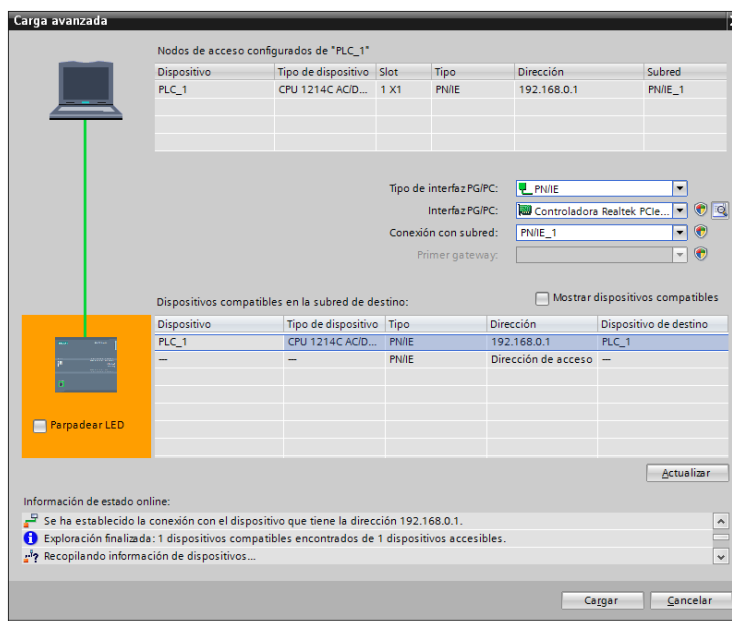 Carga avanzada
Nodos de acceso configurados de "PLC_1"
Dispositivo Tipo de dispositivo Slot Tipo Dirección Subred
PLC_1 CPU 1214C AC/D... 1 X1 PN/IE 192.168.0.1 PN/IE_1
Tipo de interfaz PG/PC: PN/IE
Interfaz PG/PC: Controladora Realtek PCIe...
Conexión con subred: PN/IE_1
Primer gateway:
Dispositivos compatibles en la subred de destino: Mostrar dispositivos compatibles
Dispositivo Tipo de dispositivo Tipo Dirección Dispositivo de destino
PLC_1 CPU 1214C AC/D... PN/IE 192.168.0.1 PLC_1
— — PN/IE Dirección de acceso —
Parpadear LED
Actualizar
Información de estado online:
Se ha establecido la conexión con el dispositivo que tiene la dirección 192.168.0.1.
Exploración finalizada: 1 dispositivos compatibles encontrados de 1 dispositivos accesibles.
Recopilando información de dispositivos...
Cargar Cancelar